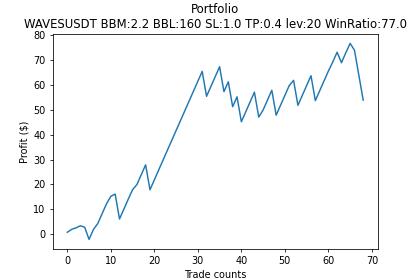 Portfolio
WAVESUSDT BBM:2.2 BBL:160 SL:1.0 TP:0.4 lev:20 WinRatio:77.0
80
70
60
50
40
30
20
10
0
Profit ($)
0 10 20 30 40 50 60 70
Trade counts